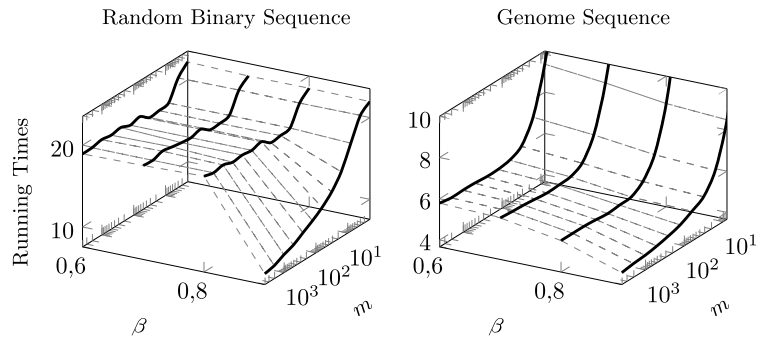 Random Binary Sequence
Genome Sequence
Running Times
20
10
0,6
0,8
10³
10²
10¹
β
m
10
8
6
4
0,6
0,8
10³
10²
10¹
β
m